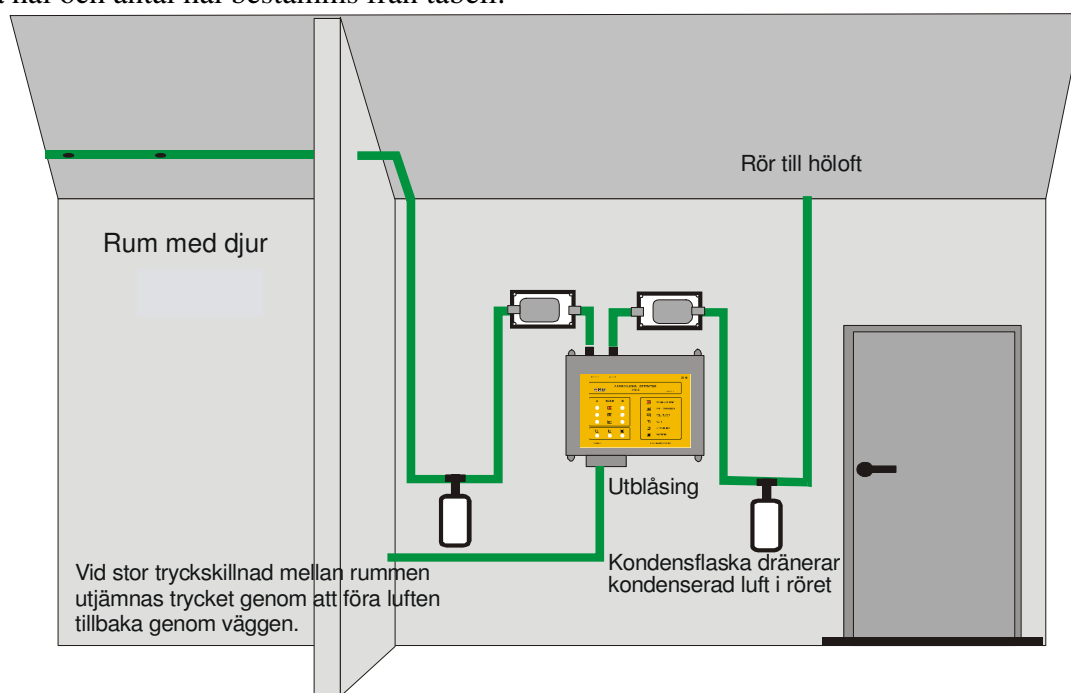 Rör till höloft
Rum med djur
Utblåsing
Kondensflaska dränerar
kondenserad luft i röret
Vid stor tryckskillnad mellan rummen
utjämnas trycket genom att föra luften
tillbaka genom väggen.